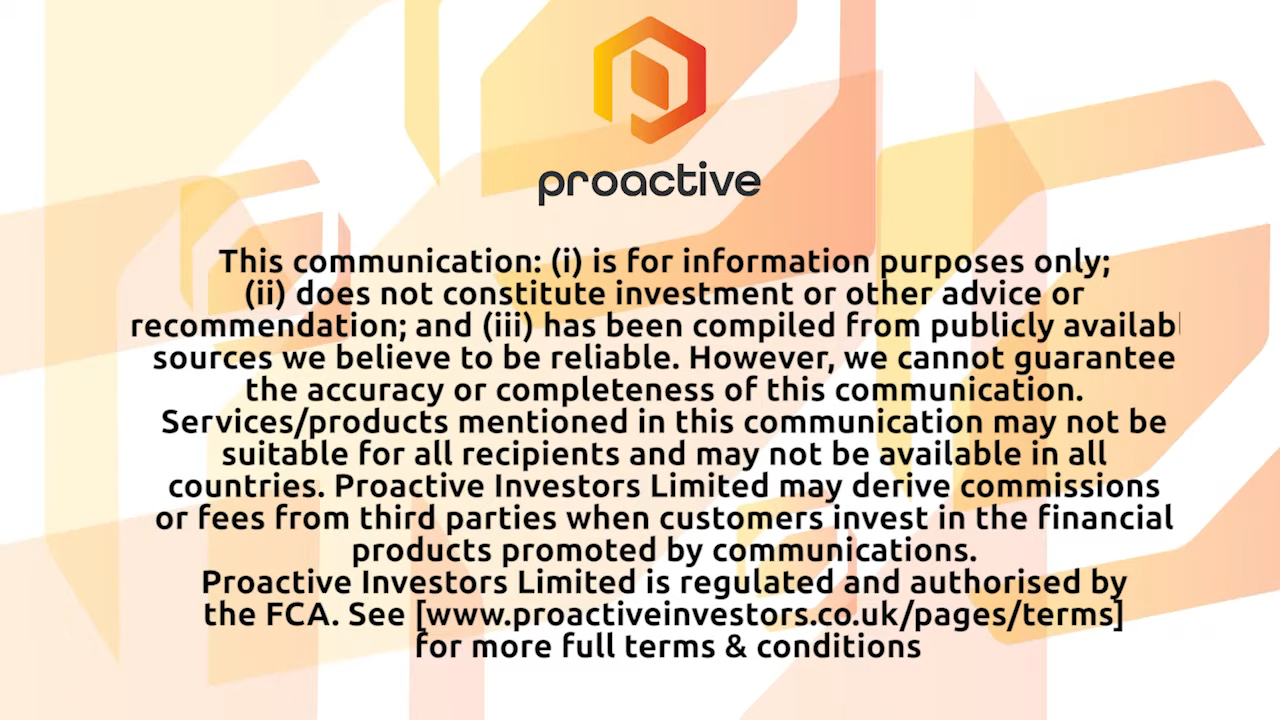 proactive
This communication: (i) is for information purposes only;
(ii) does not constitute investment or other advice or
recommendation; and (iii) has been compiled from publicly availabl
sources we believe to be reliable. However, we cannot guarantee
the accuracy or completeness of this communication.
Services/products mentioned in this communication may not be
suitable for all recipients and may not be available in all
countries. Proactive Investors Limited may derive commissions
or fees from third parties when customers invest in the financial
products promoted by communications.
Proactive Investors Limited is regulated and authorised by
the FCA. See [www.proactiveinvestors.co.uk/pages/terms]
for more full terms & conditions